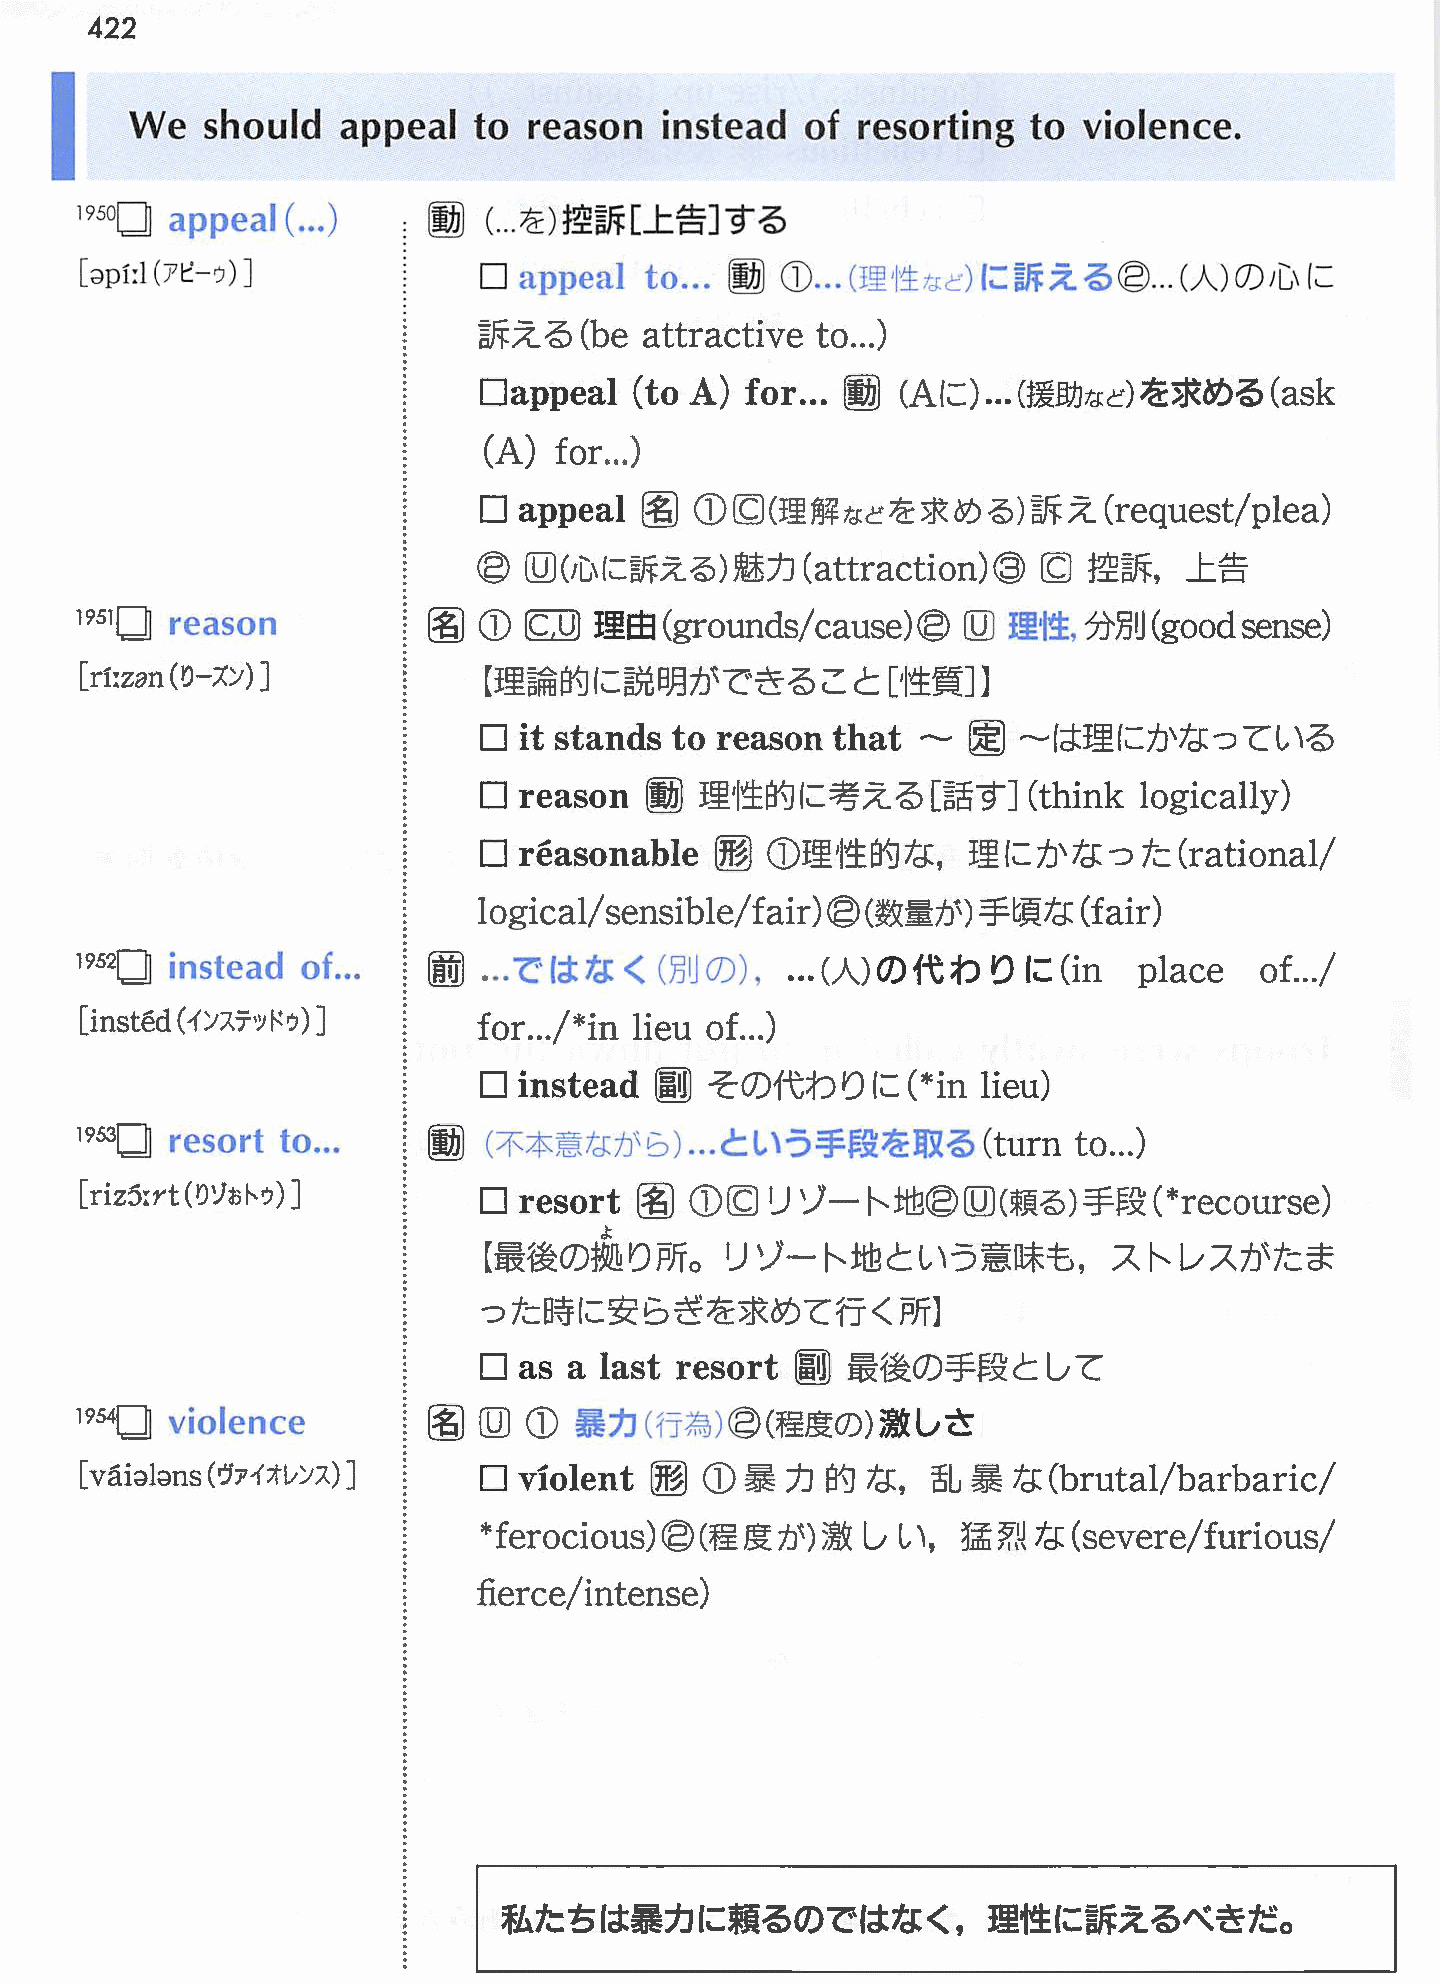 422
We should appeal to reason instead of resorting to violence.
1950 appeal(...) 動 (...を)控訴[上告]する
[əpíːl(アピーゥ)] □ appeal to... 動 ①...(理性など)に訴える②...(人)の心に
訴える(be attractive to...)
□appeal (to A) for... 動 (Aに)...(援助など)を求める(ask
(A) for...)
□ appeal 名 ①Ⓒ(理解などを求める)訴え(request/plea)
② Ⓤ(心に訴える)魅力(attraction)③ Ⓒ 控訴，上告
1951 reason 名 ① C,U 理由(grounds/cause)② Ⓤ 理性，分別(good sense)
[ríːzən(リーズン)] 【理論的に説明ができること[性質]】
□ it stands to reason that ～ 定 ～は理にかなっている
□ reason 動 理性的に考える[話す](think logically)
□ réasonable 形 ①理性的な，理にかなった(rational/
logical/sensible/fair)②(数量が)手頃な(fair)
1952 instead of... 前 ...ではなく(別の)，...(人)の代わりに(in place of.../
[instéd(インステッドゥ)] for.../*in lieu of...)
□ instead 副 その代わりに(*in lieu)
1953 resort to... 動 (不本意ながら)...という手段を取る(turn to...)
[rizɔ́ːrt(リゾぉトゥ)] □ resort 名 ①Ⓒリゾート地②Ⓤ(頼る)手段(*recourse)
よ
【最後の拠り所。リゾート地という意味も，ストレスがたま
った時に安らぎを求めて行く所】
□ as a last resort 副 最後の手段として
1954 violence 名 Ⓤ ① 暴力(行為)②(程度の)激しさ
[váiələns(ヴァイオレンス)] □ víolent 形 ①暴力的な，乱暴な(brutal/barbaric/
*ferocious)②(程度が)激しい，猛烈な(severe/furious/
fierce/intense)
私たちは暴力に頼るのではなく，理性に訴えるべきだ。